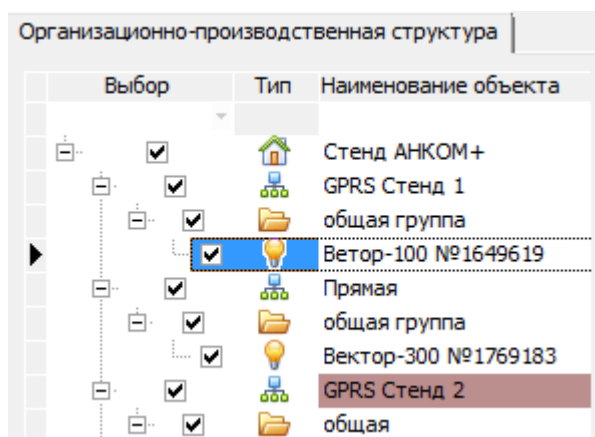 Организационно-производственная структура
Выбор Тип Наименование объекта
Стенд АНКОМ+
GPRS Стенд 1
общая группа
Ветор-100 №1649619
Прямая
общая группа
Вектор-300 №1769183
GPRS Стенд 2
общая